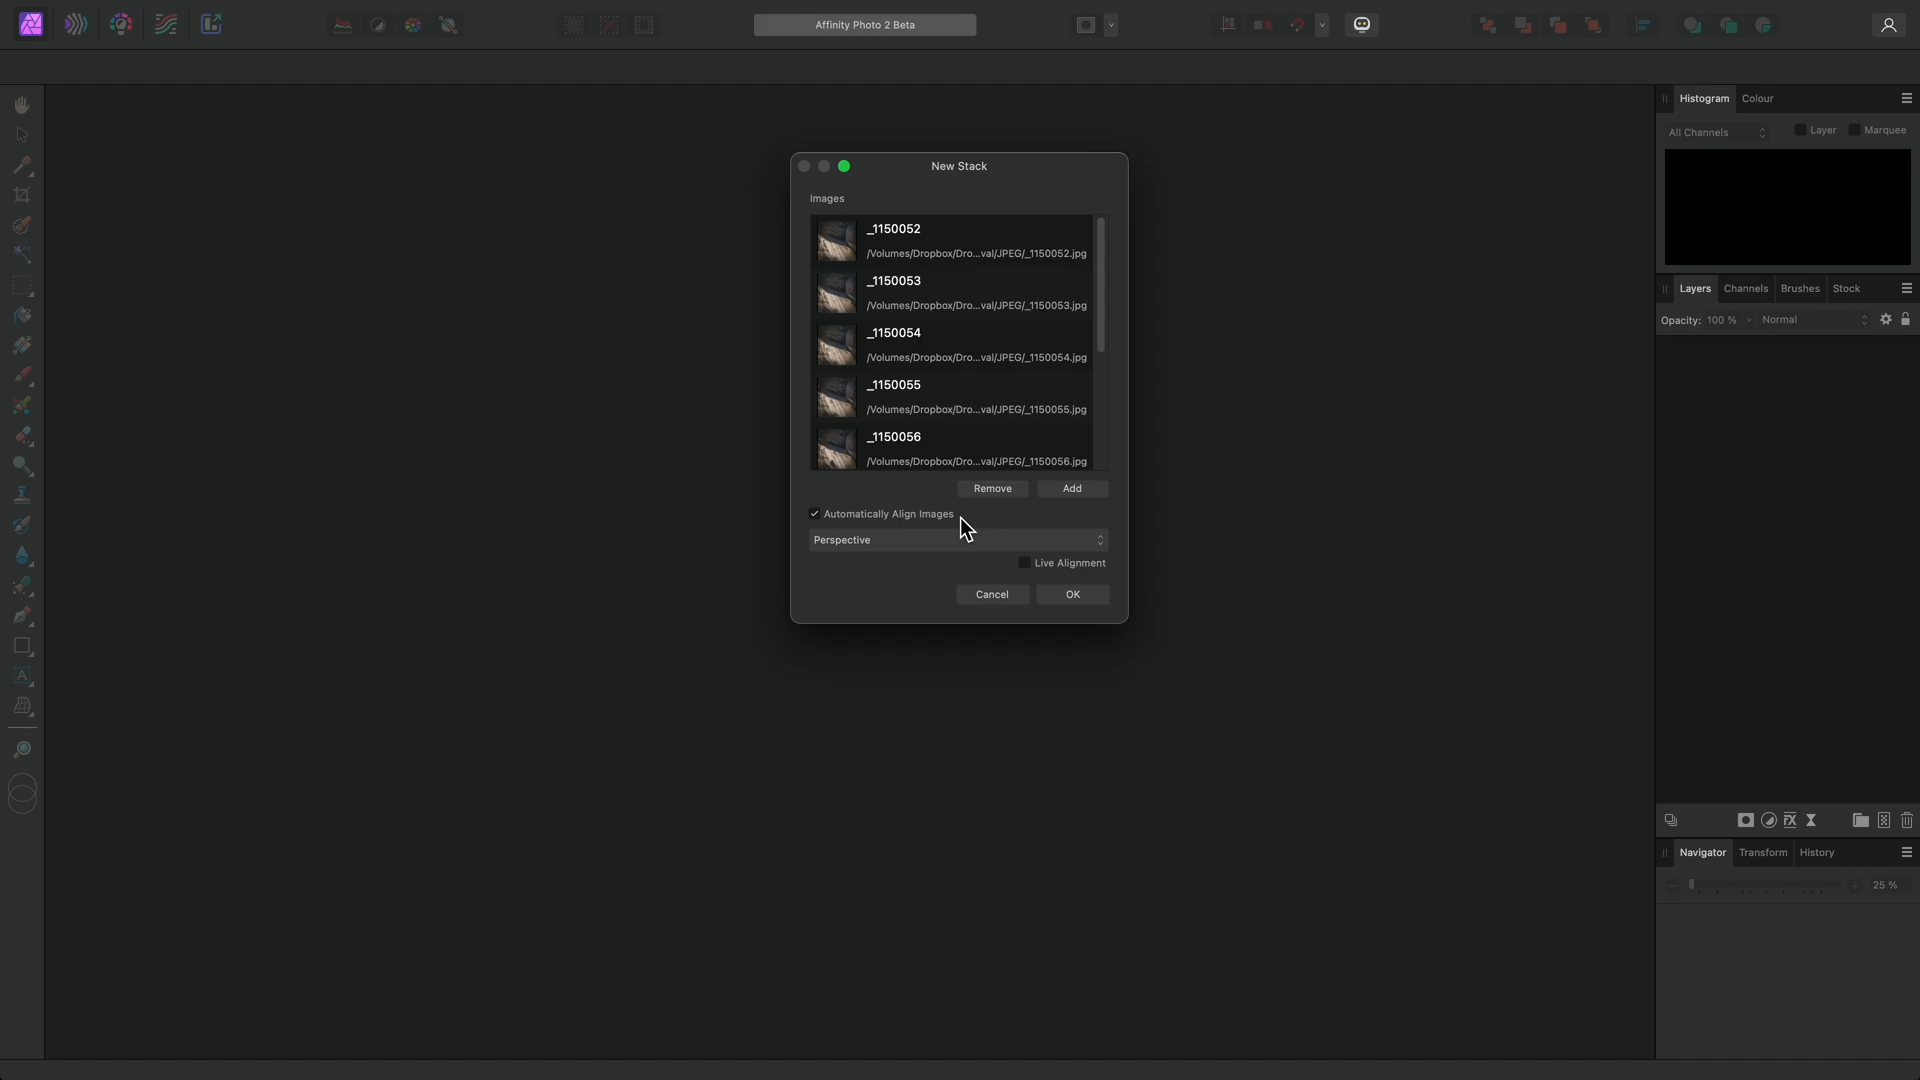 Affinity Photo 2 Beta
Histogram Colour
All Channels Layer Marquee
New Stack
Images
_1150052
/Volumes/Dropbox/Dro...val/JPEG/_1150052.jpg
_1150053
/Volumes/Dropbox/Dro...val/JPEG/_1150053.jpg
_1150054
/Volumes/Dropbox/Dro...val/JPEG/_1150054.jpg
_1150055
/Volumes/Dropbox/Dro...val/JPEG/_1150055.jpg
_1150056
/Volumes/Dropbox/Dro...val/JPEG/_1150056.jpg
Remove Add
Automatically Align Images
Perspective
Live Alignment
Cancel OK
Layers Channels Brushes Stock
Opacity: 100 % Normal
Navigator Transform History
25 %